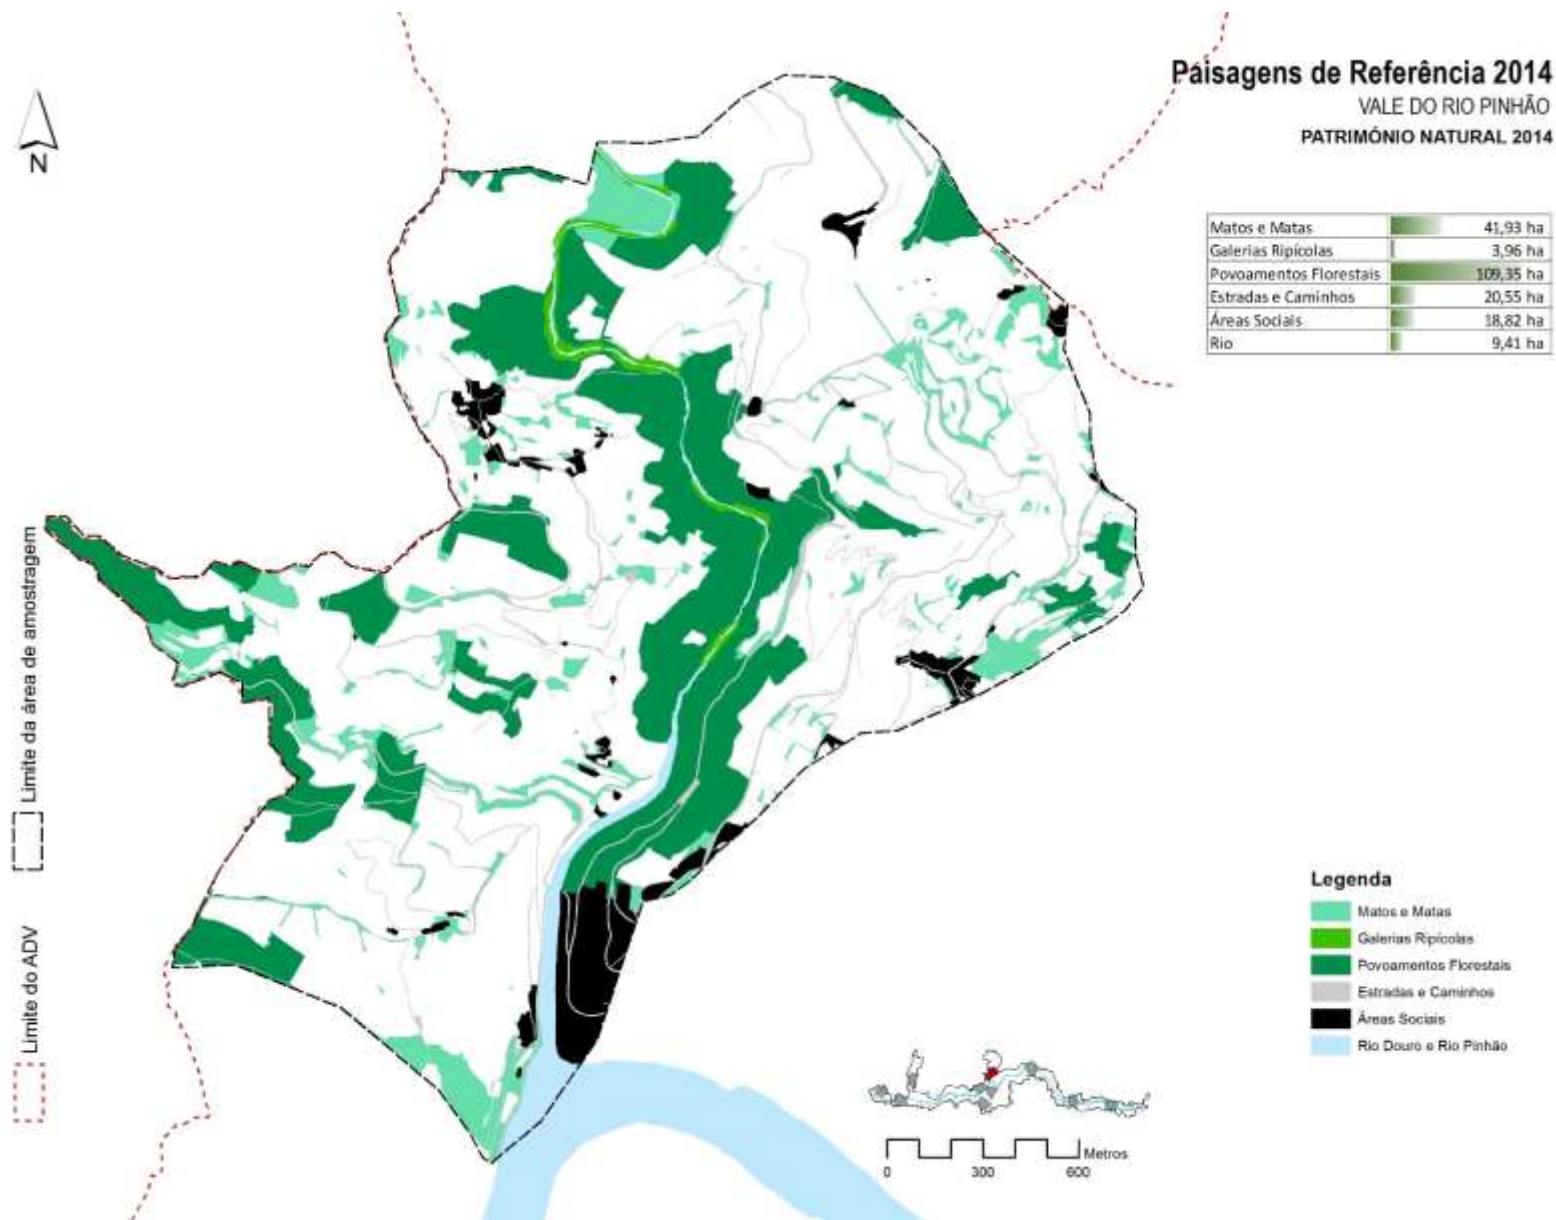 Paisagens de Referência 2014
VALE DO RIO PINHÃO
PATRIMÓNIO NATURAL 2014
N
Matos e Matas 41,93 ha
Galerias Ripícolas 3,96 ha
Povoamentos Florestais 109,35 ha
Estradas e Caminhos 20,55 ha
Áreas Sociais 18,82 ha
Rio 9,41 ha
Limite da área de amostragem
Limite do ADV
Legenda
Matos e Matas
Galerias Ripícolas
Povoamentos Florestais
Estradas e Caminhos
Áreas Sociais
Rio Douro e Rio Pinhão
Metros
0 300 600